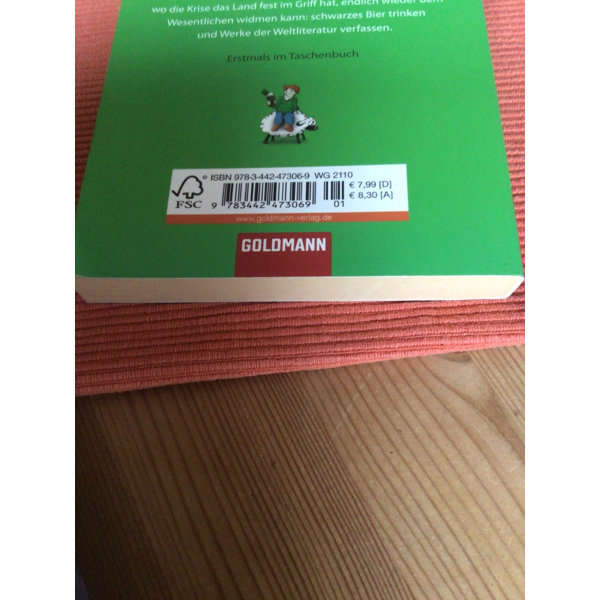 wo die Krise das Land fest im Griff hat, endlich wieder dem
Wesentlichen widmen kann: schwarzes Bier trinken
und Werke der Weltliteratur verfassen.
Erstmals im Taschenbuch
ISBN 978-3-442-47306-9 WG 2110
FSC
€ 7,99 [D]
€ 8,30 [A]
9 783442 473069
01
www.goldmann-verlag.de
GOLDMANN